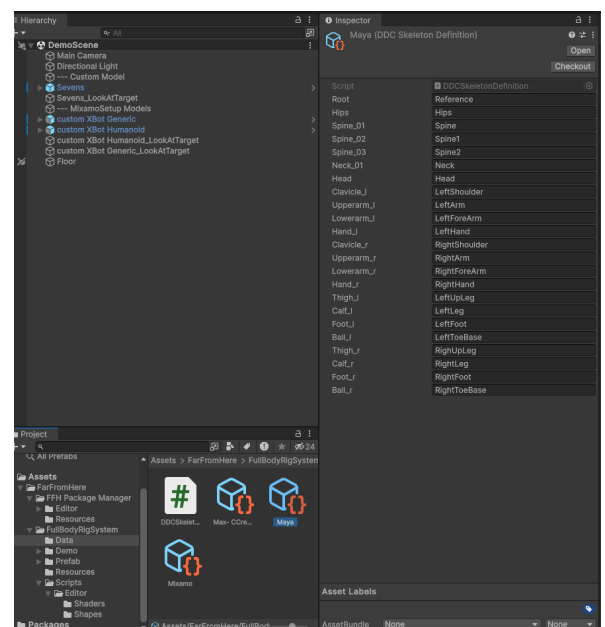 Hierarchy
All
DemoScene
Main Camera
Directional Light
--- Custom Model
Sevens
Sevens_LookAtTarget
--- MixamoSetup Models
custom XBot Generic
custom XBot Humanoid
custom XBot Humanoid_LookAtTarget
custom XBot Generic_LookAtTarget
Floor
Project
24
All Prefabs
Assets
FarFromHere
FFH Package Manager
Editor
Resources
FullBodyRigSystem
Data
Demo
Prefab
Resources
Scripts
Editor
Shaders
Shapes
Packages
Assets > FarFromHere > FullBodyRigSystem
DDCSkelet...
Max- CCre...
Maya
Mixamo
Assets/FarFromHere/FullBod
Inspector
Maya (DDC Skeleton Definition)
Open
Checkout
Script DDCSkeletonDefinition
Root Reference
Hips Hips
Spine_01 Spine
Spine_02 Spine1
Spine_03 Spine2
Neck_01 Neck
Head Head
Clavicle_l LeftShoulder
Upperarm_l LeftArm
Lowerarm_l LeftForeArm
Hand_l LeftHand
Clavicle_r RightShoulder
Upperarm_r RightArm
Lowerarm_r RightForeArm
Hand_r RightHand
Thigh_l LeftUpLeg
Calf_l LeftLeg
Foot_l LeftFoot
Ball_l LeftToeBase
Thigh_r RighUpLeg
Calf_r RightLeg
Foot_r RightFoot
Ball_r RightToeBase
Asset Labels
AssetBundle None None